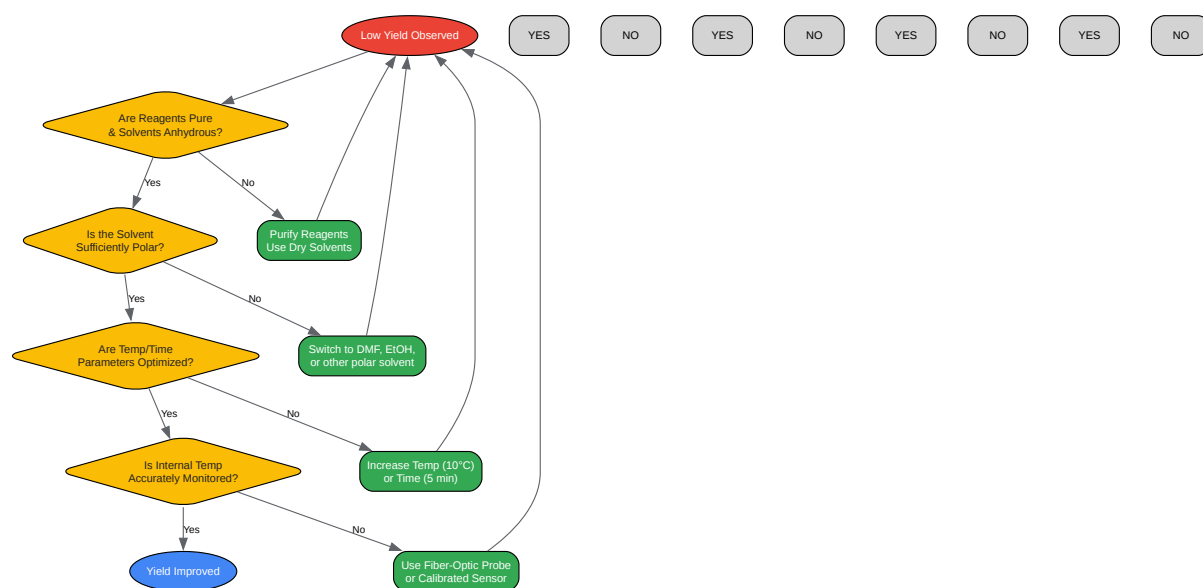 Low Yield Observed
YES
NO
YES
NO
YES
NO
YES
NO
Are Reagents Pure
& Solvents Anhydrous?
Yes
No
Purify Reagents
Use Dry Solvents
Is the Solvent
Sufficiently Polar?
Yes
No
Switch to DMF, EtOH,
or other polar solvent
Are Temp/Time
Parameters Optimized?
Yes
No
Increase Temp (10°C)
or Time (5 min)
Is Internal Temp
Accurately Monitored?
Yes
No
Yield Improved
Use Fiber-Optic Probe
or Calibrated Sensor